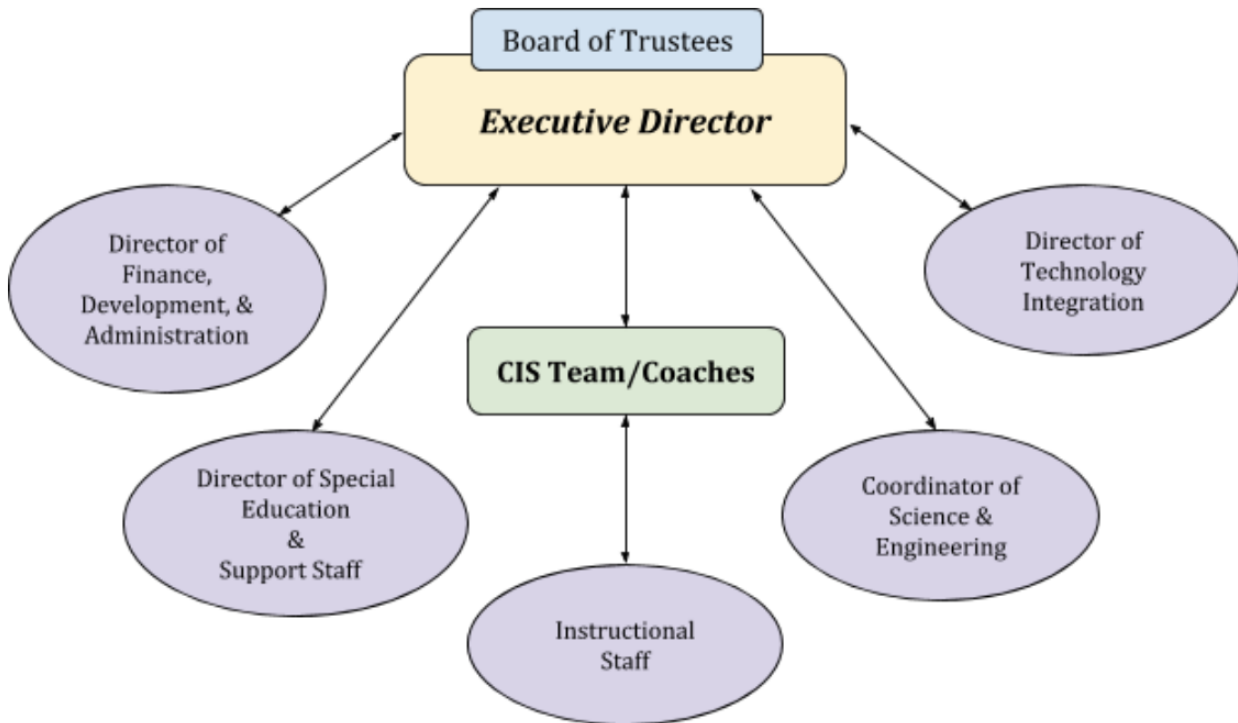 Board of Trustees
Executive Director
Director of
Finance,
Development, &
Administration
Director of
Technology
Integration
CIS Team/Coaches
Director of Special
Education
&
Support Staff
Coordinator of
Science &
Engineering
Instructional
Staff